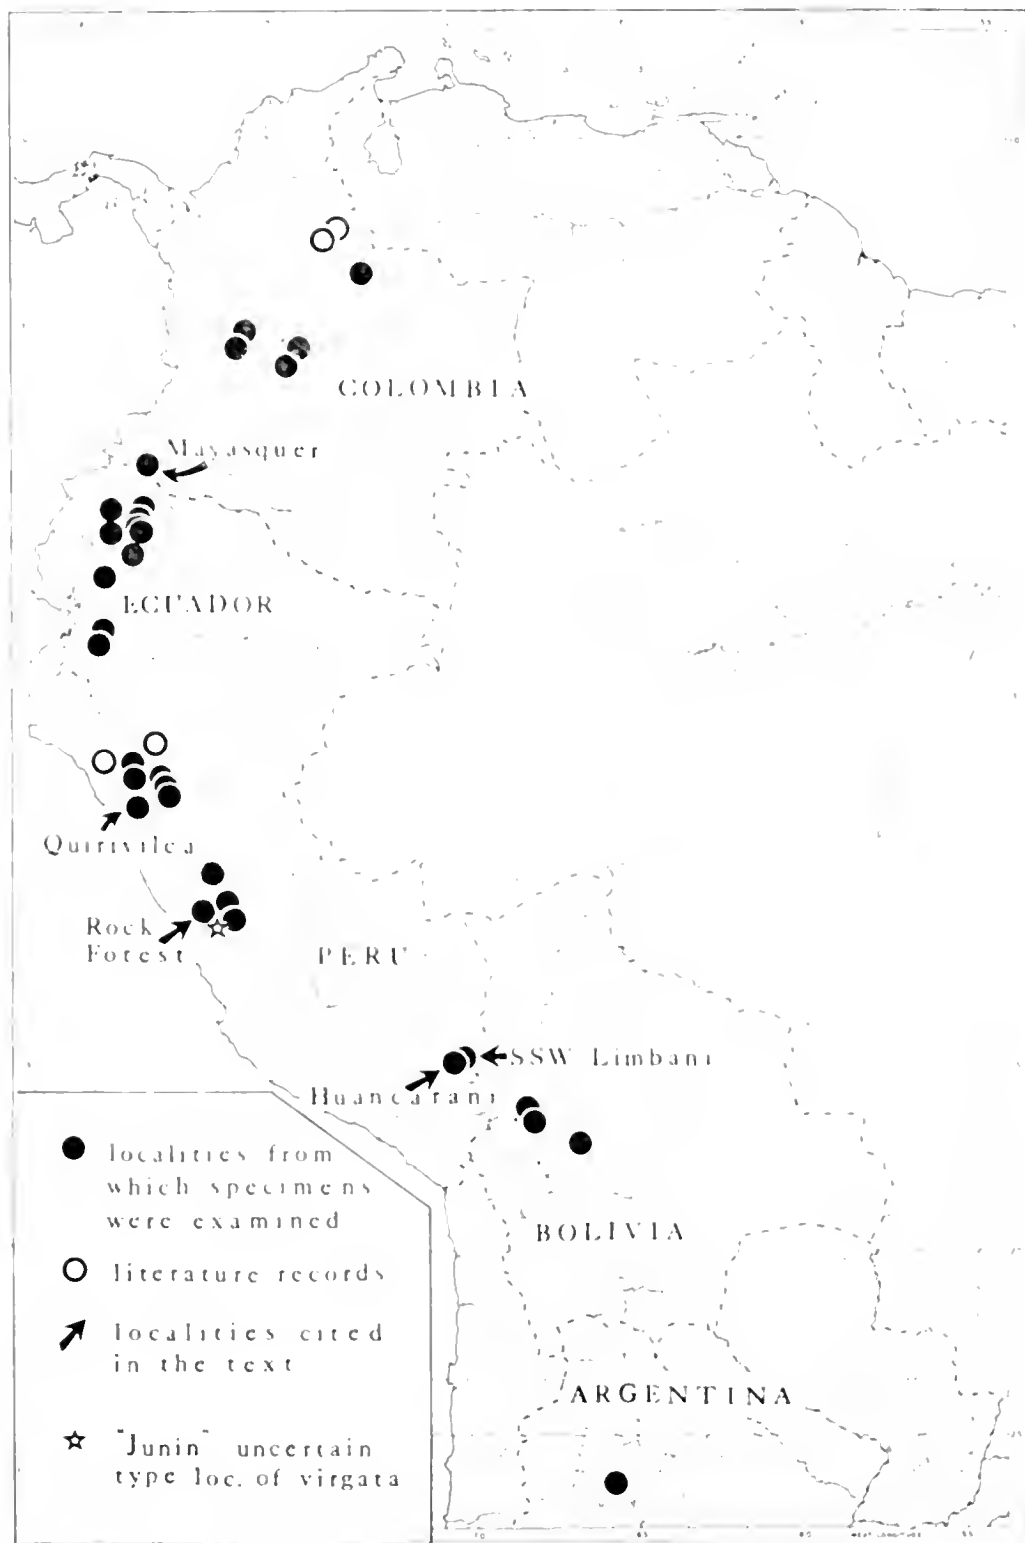 COLOMBIA
Mayasquer
ECUADOR
Quirivilca
Rock
Forest
PERU
SSW Limbani
Huancarani
BOLIVIA
ARGENTINA
localities from
which specimens
were examined
literature records
localities cited
in the text
"Junin" uncertain
type loc. of virgata